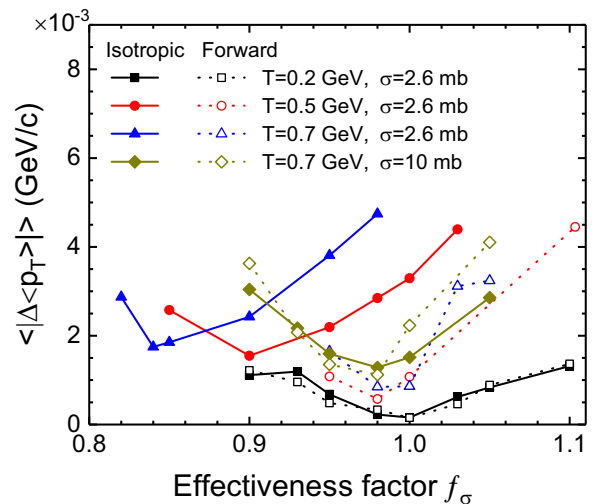 ×10⁻³
8
6
4
2
0
<|Δ<p_T>|> (GeV/c)
Isotropic Forward
T=0.2 GeV, σ=2.6 mb
T=0.5 GeV, σ=2.6 mb
T=0.7 GeV, σ=2.6 mb
T=0.7 GeV, σ=10 mb
0.8 0.9 1.0 1.1
Effectiveness factor f_σ